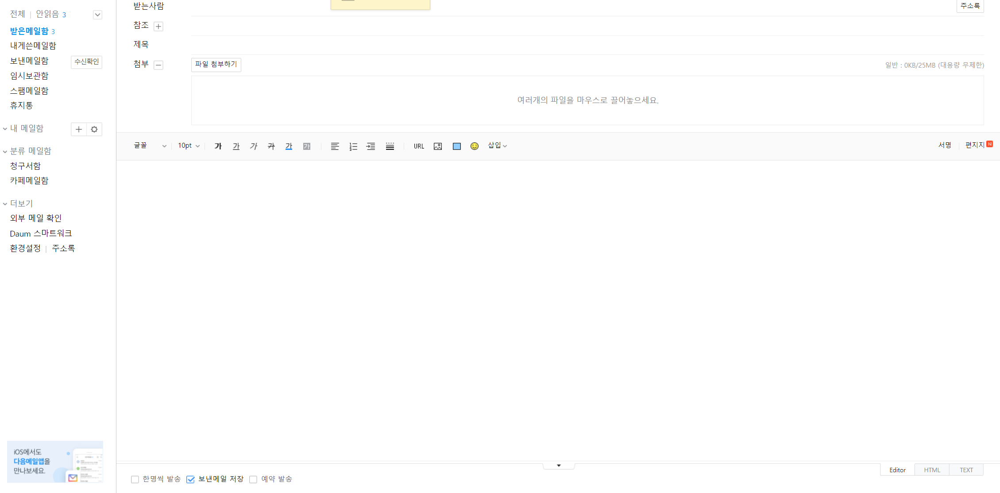 전체 | 안읽음 3
받은메일함 3
내게쓴메일함
보낸메일함 수신확인
임시보관함
스팸메일함
휴지통
내 메일함
분류 메일함
청구서함
카페메일함
더보기
외부 메일 확인
Daum 스마트워크
환경설정 | 주소록
iOS에서도
다음메일앱을
만나보세요.
받는사람 주소록
참조
제목
첨부 파일 첨부하기 일반 : 0KB/25MB (대용량 무제한)
여러개의 파일을 마우스로 끌어놓으세요.
글꼴 10pt 가 가 가 가 가 가 URL 삽입 서명 편지지 N
Editor HTML TEXT
한명씩 발송 보낸메일 저장 예약 발송